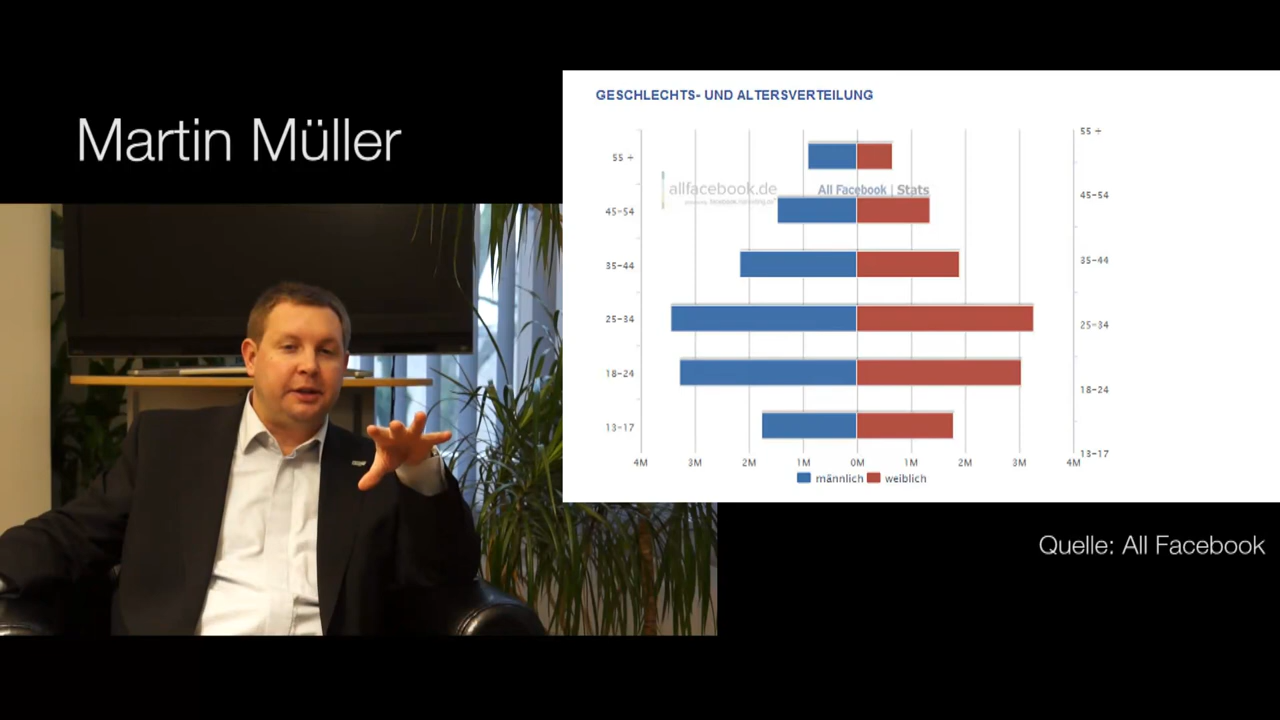 Martin Müller
GESCHLECHTS- UND ALTERSVERTEILUNG
55 +
45-54
35-44
25-34
18-24
13-17
allfacebook.de
All Facebook | Stats
55 +
45-54
35-44
25-34
18-24
13-17
4M 3M 2M 1M 0M 1M 2M 3M 4M
männlich weiblich
Quelle: All Facebook